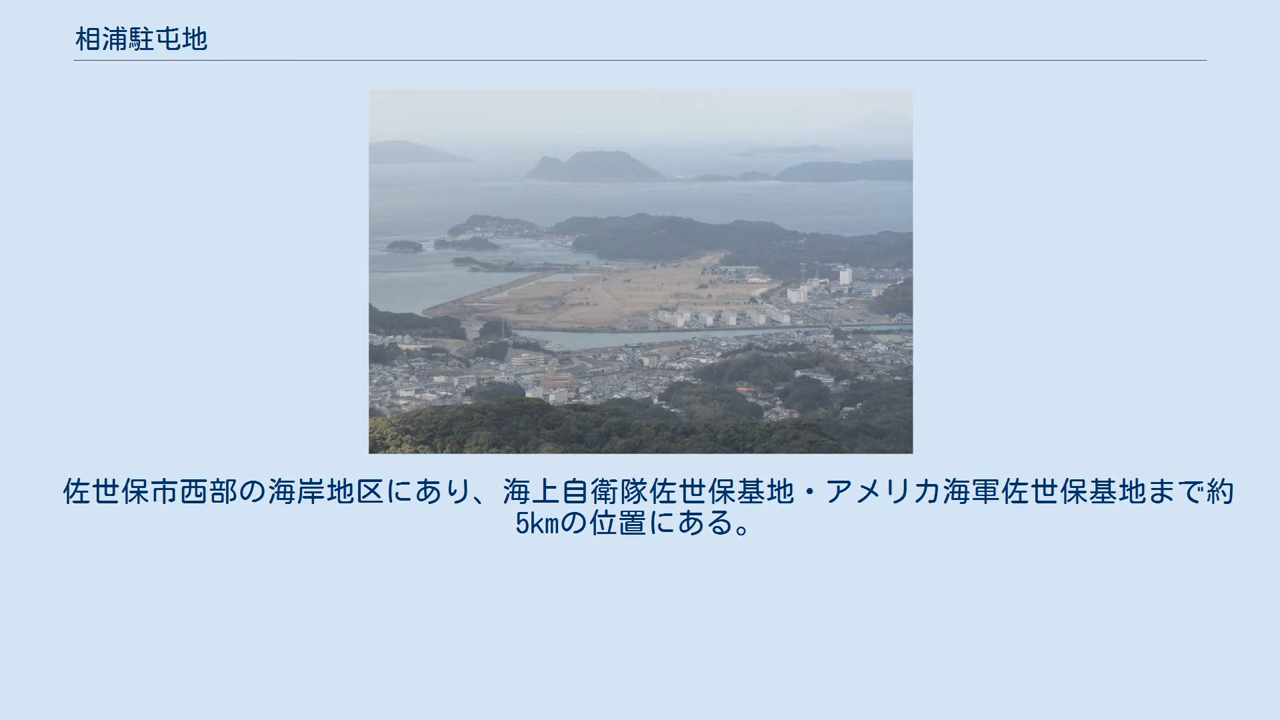 相浦駐屯地
佐世保市西部の海岸地区にあり、海上自衛隊佐世保基地・アメリカ海軍佐世保基地まで約
5kmの位置にある。